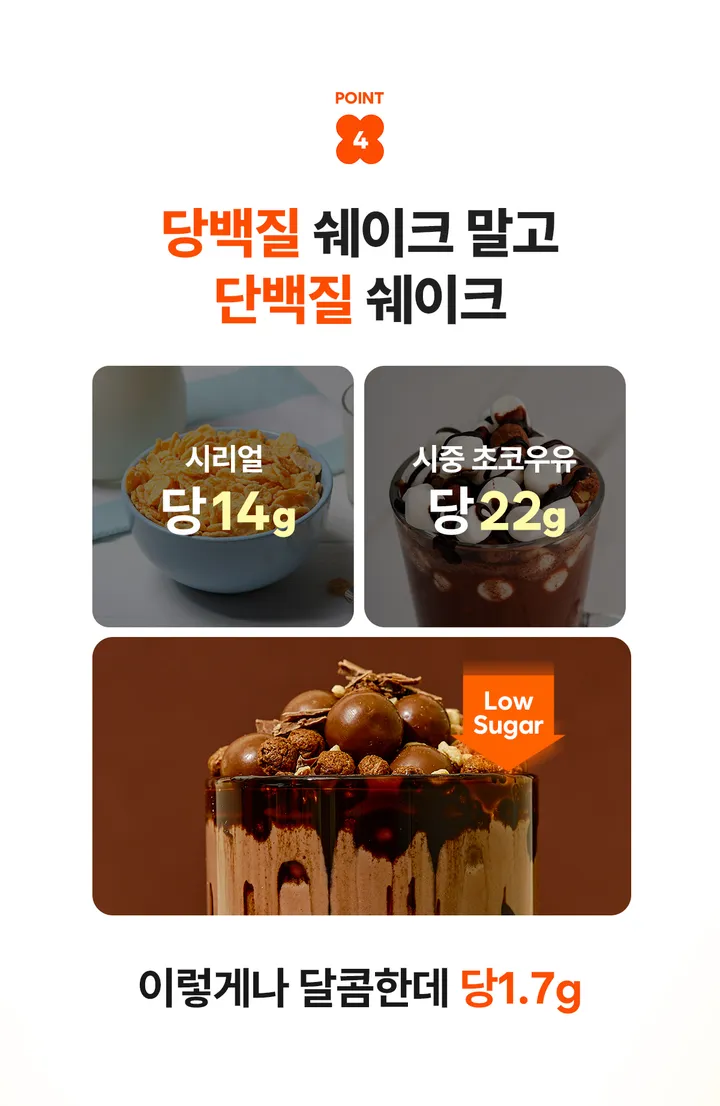 POINT
4
당백질 쉐이크 말고
단백질 쉐이크
시리얼
당14g
시중 초코우유
당22g
Low
Sugar
이렇게나 달콤한데 당1.7g